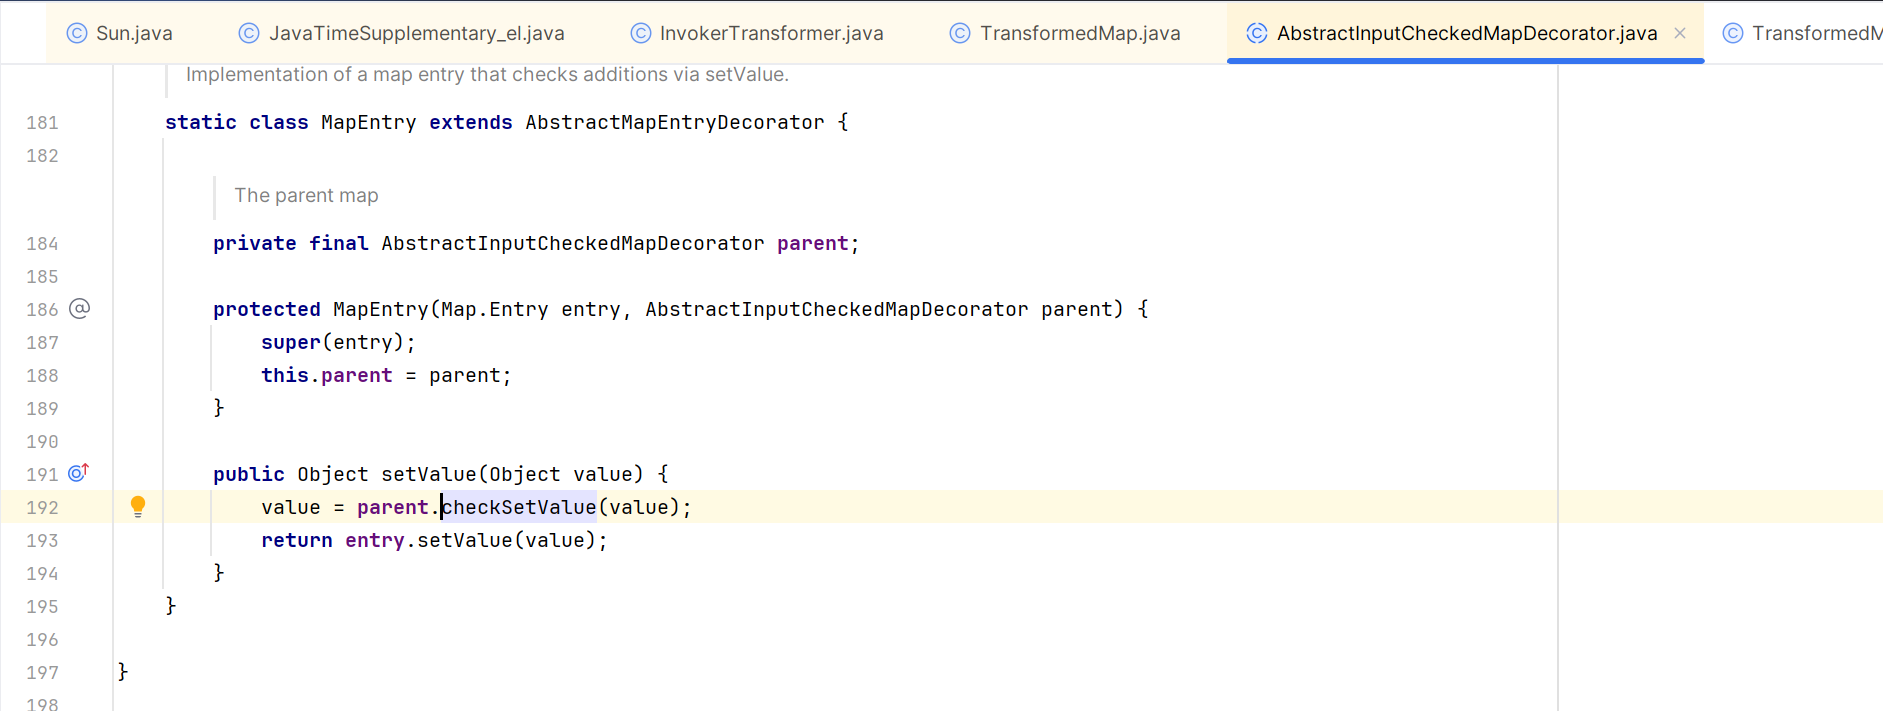 Sun.java JavaTimeSupplementary_el.java InvokerTransformer.java TransformedMap.java AbstractInputCheckedMapDecorator.java TransformedM
Implementation of a map entry that checks additions via setValue.
181 static class MapEntry extends AbstractMapEntryDecorator {
182
The parent map
184 private final AbstractInputCheckedMapDecorator parent;
185
186 protected MapEntry(Map.Entry entry, AbstractInputCheckedMapDecorator parent) {
187 super(entry);
188 this.parent = parent;
189 }
190
191 public Object setValue(Object value) {
192 value = parent.checkSetValue(value);
193 return entry.setValue(value);
194 }
195 }
196
197 }
198